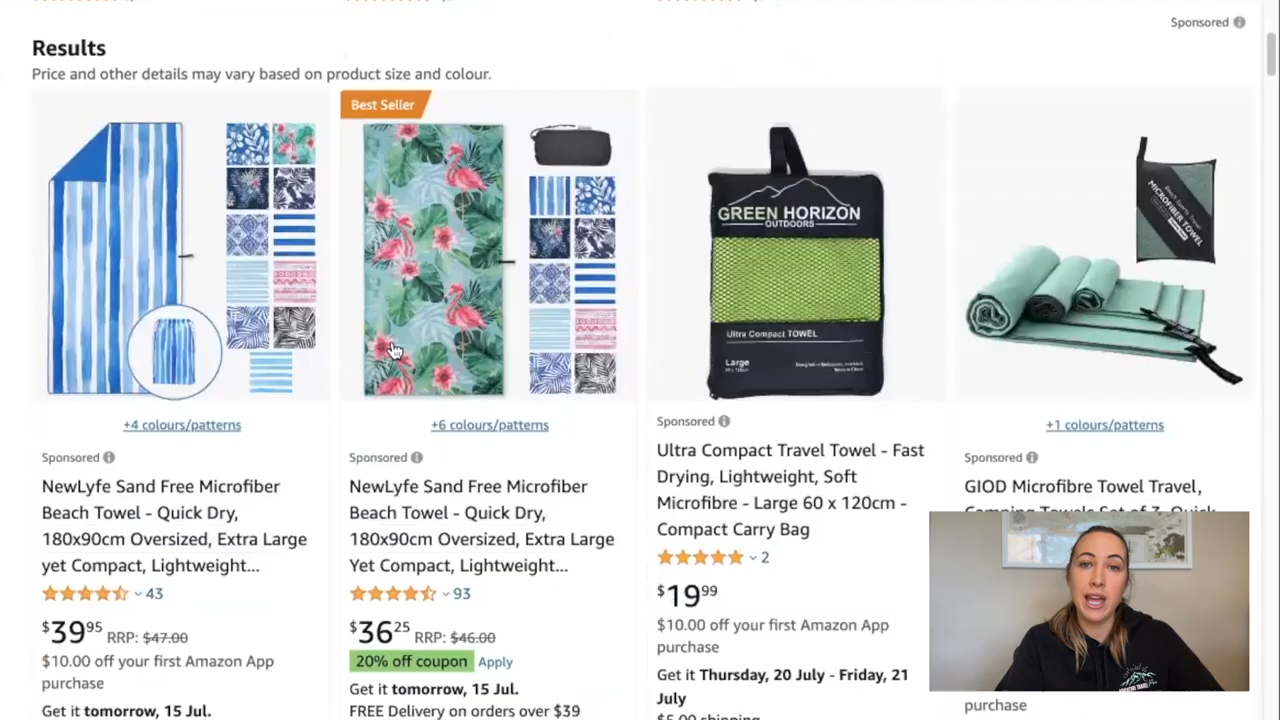 Sponsored
Results
Price and other details may vary based on product size and colour.
Best Seller
GREEN HORIZON
OUTDOORS
Ultra Compact TOWEL
Large
MICROFIBER TOWEL
+4 colours/patterns
+6 colours/patterns
+1 colours/patterns
Sponsored
NewLyfe Sand Free Microfiber
Beach Towel - Quick Dry,
180x90cm Oversized, Extra Large
yet Compact, Lightweight...
43
$39 95 RRP: $47.00
$10.00 off your first Amazon App
purchase
Get it tomorrow, 15 Jul.
Sponsored
NewLyfe Sand Free Microfiber
Beach Towel - Quick Dry,
180x90cm Oversized, Extra Large
Yet Compact, Lightweight...
93
$36 25 RRP: $46.00
20% off coupon Apply
Get it tomorrow, 15 Jul.
FREE Delivery on orders over $39
Sponsored
Ultra Compact Travel Towel - Fast
Drying, Lightweight, Soft
Microfibre - Large 60 x 120cm -
Compact Carry Bag
2
$19 99
$10.00 off your first Amazon App
purchase
Get it Thursday, 20 July - Friday, 21
July
$5.00 shipping
Sponsored
GIOD Microfibre Towel Travel,
Camping Towels Set of 3, Quick
purchase